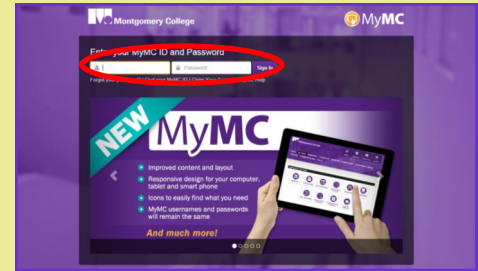 Montgomery College
MyMC
Enter your MyMC ID and Password
Password
Sign In
NEW
MyMC
Improved content and layout
Responsive design for your computer,
tablet and smart phone
Icons to easily find what you need
MyMC usernames and passwords
will remain the same
And much more!